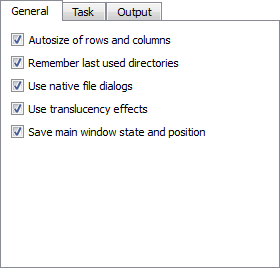 General Task Output
Autosize of rows and columns
Remember last used directories
Use native file dialogs
Use translucency effects
Save main window state and position